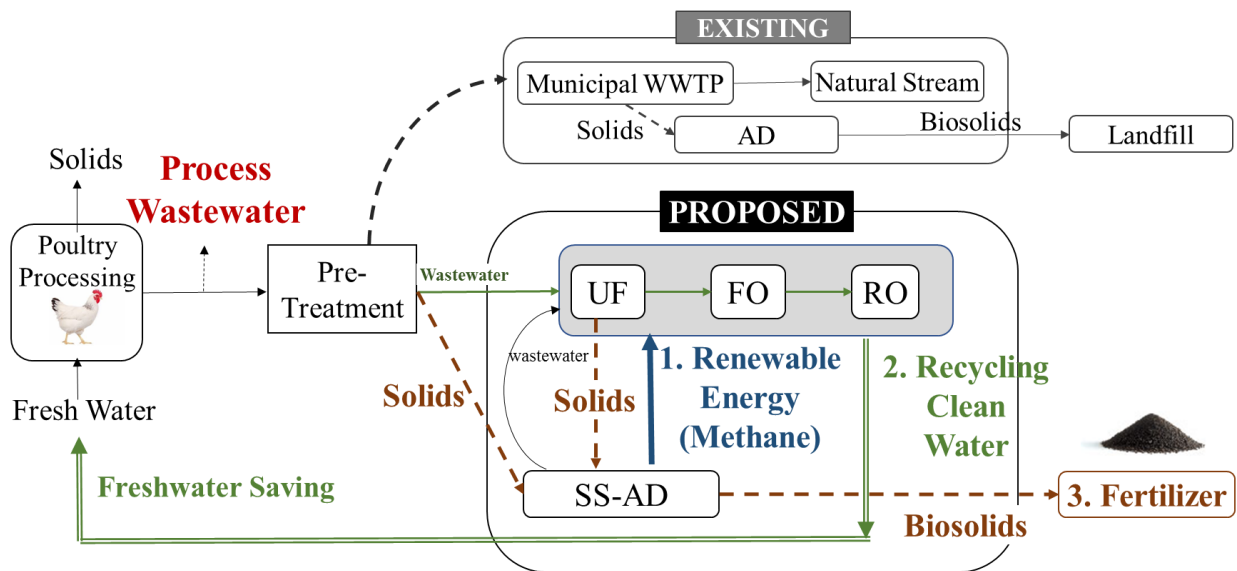 EXISTING
Municipal WWTP
Natural Stream
Solids
AD
Biosolids
Landfill
Solids
Process
Wastewater
Poultry
Processing
Pre-
Treatment
Fresh Water
PROPOSED
Wastewater
UF
FO
RO
wastewater
Solids
Solids
1. Renewable
Energy
(Methane)
2. Recycling
Clean
Water
SS-AD
Freshwater Saving
Biosolids
3. Fertilizer